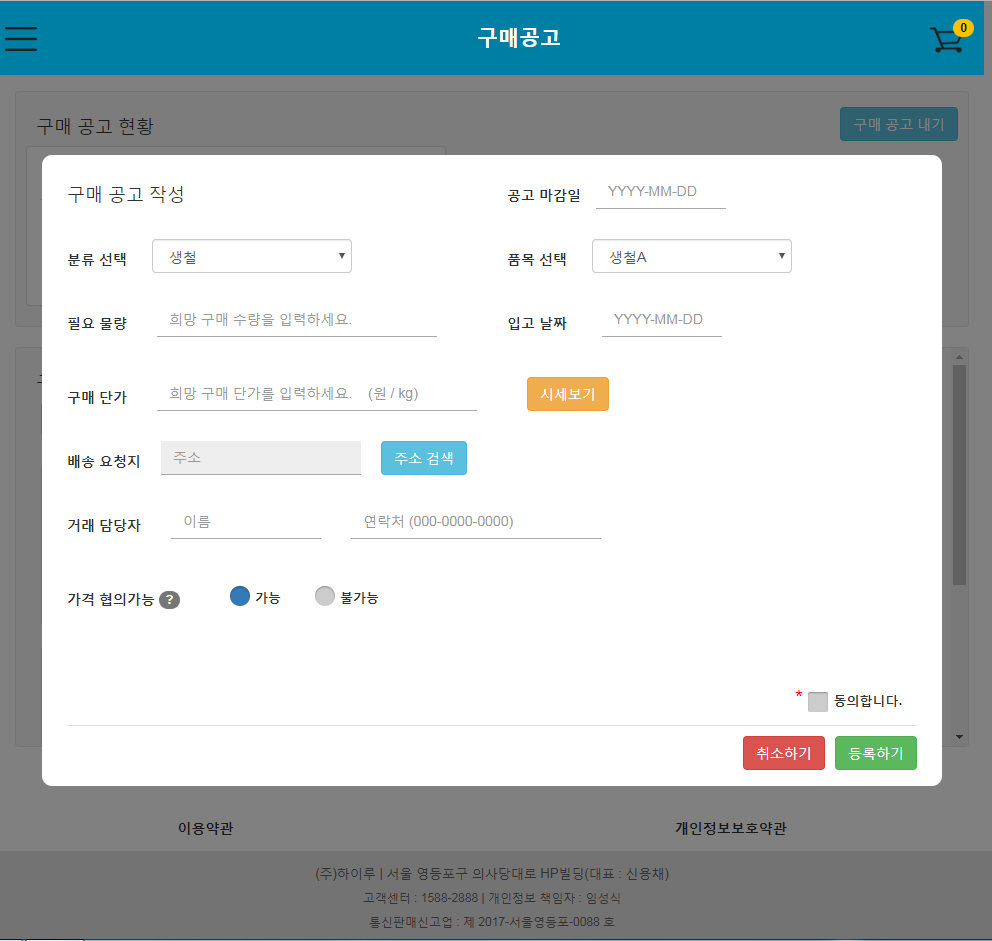 구매공고
0
구매 공고 현황
구매 공고 내기
구매 공고 작성
공고 마감일 YYYY-MM-DD
분류 선택 생철
품목 선택 생철A
필요 물량 희망 구매 수량을 입력하세요.
입고 날짜 YYYY-MM-DD
구매 단가 희망 구매 단가를 입력하세요. (원 / kg)
시세보기
배송 요청지 주소 주소 검색
거래 담당자 이름 연락처 (000-0000-0000)
가격 협의가능 ? 가능 불가능
* 동의합니다.
취소하기 등록하기
이용약관 개인정보보호약관
(주)하이루 | 서울 영등포구 의사당대로 HP빌딩(대표 : 신용채)
고객센터 : 1588-2888 | 개인정보 책임자 : 임성식
통신판매신고업 : 제 2017-서울영등포-0088 호